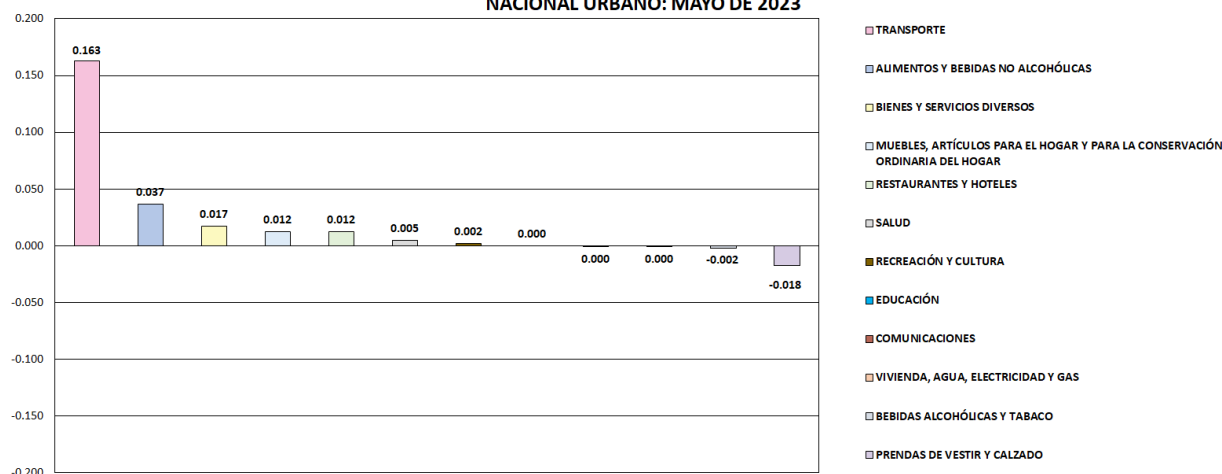 NACIONAL URBANO: MAYO DE 2023
0.200
0.150
0.100
0.050
0.000
-0.050
-0.100
-0.150
-0.200
0.163
0.037
0.017
0.012
0.012
0.005
0.002
0.000
0.000
0.000
-0.002
-0.018
TRANSPORTE
ALIMENTOS Y BEBIDAS NO ALCOHÓLICAS
BIENES Y SERVICIOS DIVERSOS
MUEBLES, ARTÍCULOS PARA EL HOGAR Y PARA LA CONSERVACIÓN
ORDINARIA DEL HOGAR
RESTAURANTES Y HOTELES
SALUD
RECREACIÓN Y CULTURA
EDUCACIÓN
COMUNICACIONES
VIVIENDA, AGUA, ELECTRICIDAD Y GAS
BEBIDAS ALCOHÓLICAS Y TABACO
PRENDAS DE VESTIR Y CALZADO